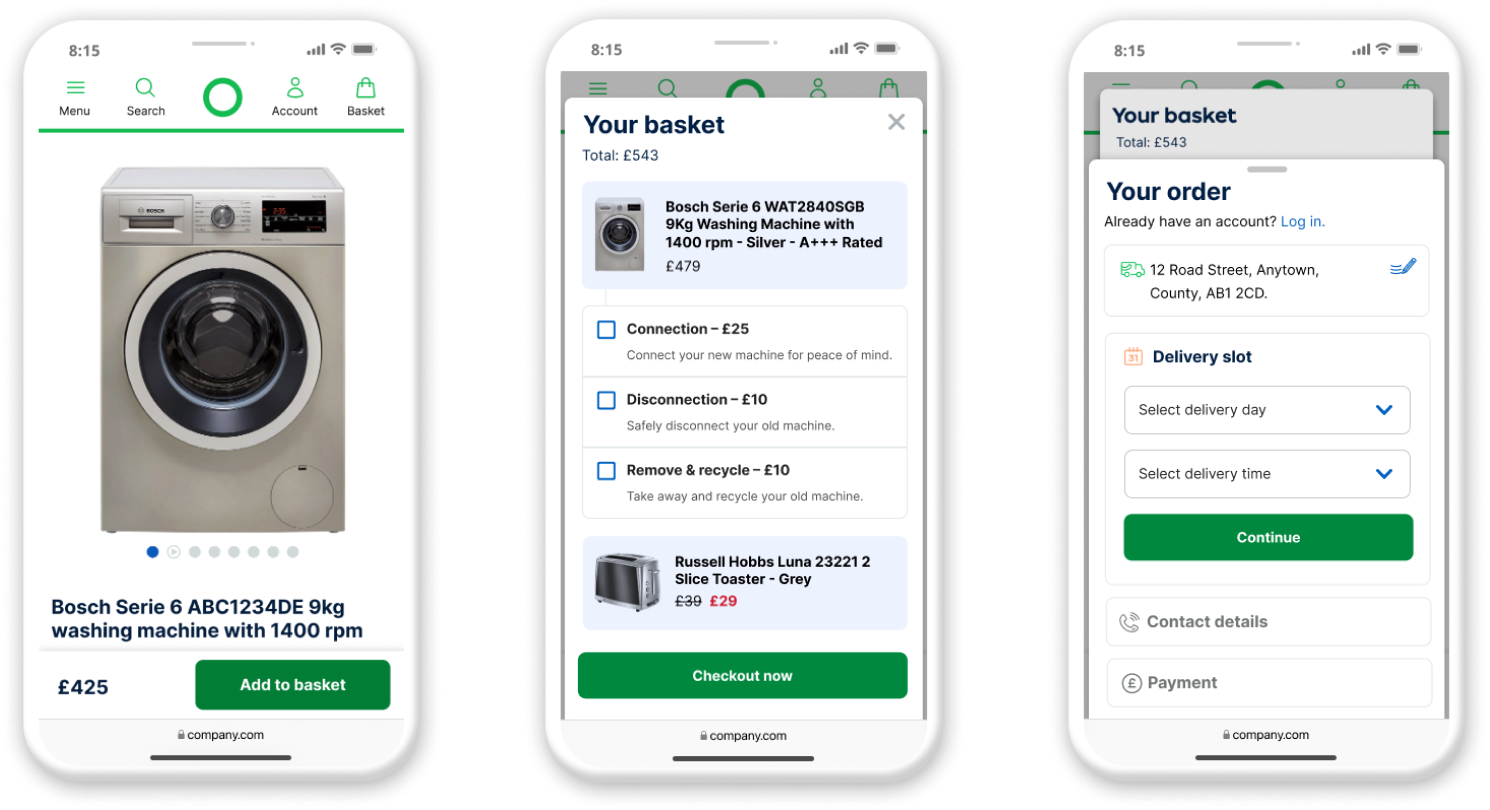 8:15
Menu
Search
Account
Basket
BOSCH
Bosch Serie 6 ABC1234DE 9kg
washing machine with 1400 rpm
£425
Add to basket
company.com
8:15
Your basket
Total: £543
Bosch Serie 6 WAT2840SGB
9Kg Washing Machine with
1400 rpm - Silver - A+++ Rated
£479
Connection – £25
Connect your new machine for peace of mind.
Disconnection – £10
Safely disconnect your old machine.
Remove & recycle – £10
Take away and recycle your old machine.
Russell Hobbs Luna 23221 2
Slice Toaster - Grey
£39 £29
Checkout now
company.com
8:15
Your basket
Total: £543
Your order
Already have an account? Log in.
12 Road Street, Anytown,
County, AB1 2CD.
31 Delivery slot
Select delivery day
Select delivery time
Continue
Contact details
£ Payment
company.com